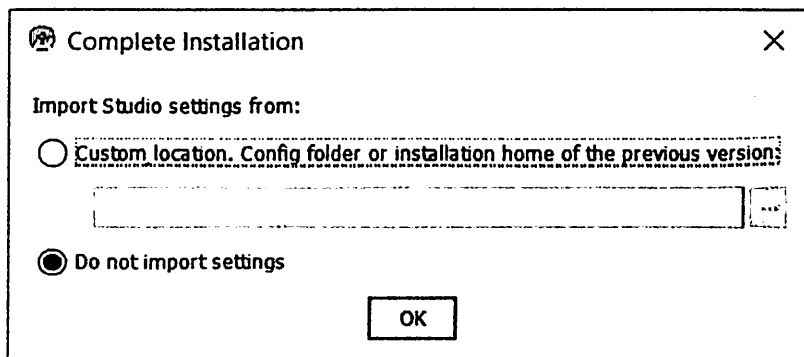 Complete Installation
Import Studio settings from:
Custom location. Config folder or installation home of the previous version:
...
Do not import settings
OK